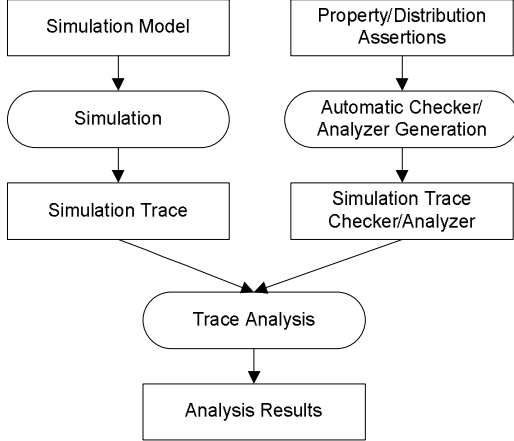 Simulation Model
Property/Distribution
Assertions
Simulation
Automatic Checker/
Analyzer Generation
Simulation Trace
Simulation Trace
Checker/Analyzer
Trace Analysis
Analysis Results